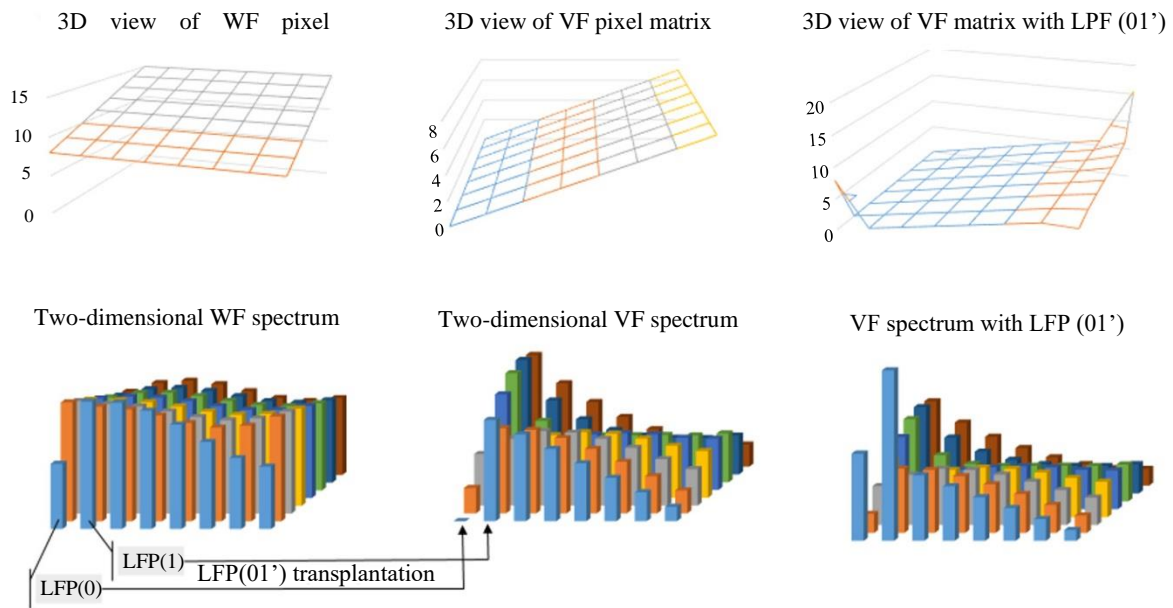 3D view of WF pixel
3D view of VF pixel matrix
3D view of VF matrix with LPF (01’)
15
10
5
0
8
6
4
2
0
20
15
10
5
0
Two-dimensional WF spectrum
Two-dimensional VF spectrum
VF spectrum with LFP (01’)
LFP(1)
LFP(01’) transplantation
LFP(0)